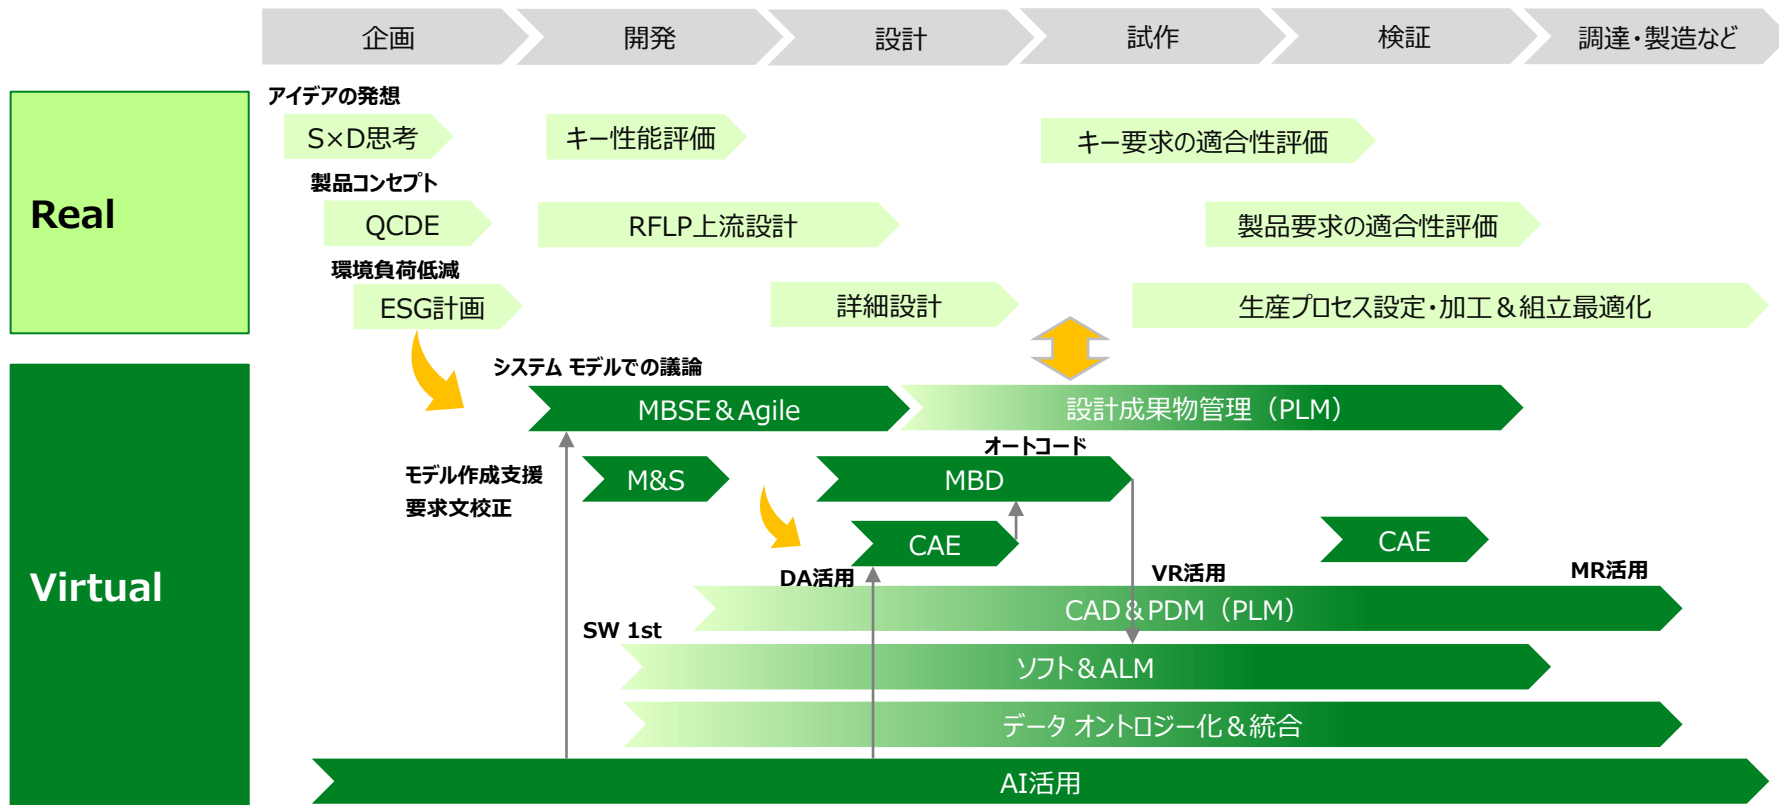 企画
開発
設計
試作
検証
調達・製造など
Real
アイデアの発想
S×D思考
キー性能評価
キー要求の適合性評価
製品コンセプト
QCDE
RFLP上流設計
製品要求の適合性評価
環境負荷低減
ESG計画
詳細設計
生産プロセス設定・加工＆組立最適化
Virtual
システム モデルでの議論
MBSE＆Agile
設計成果物管理（PLM）
オートコード
モデル作成支援
要求文校正
M&S
MBD
CAE
CAE
DA活用
VR活用
MR活用
CAD＆PDM（PLM）
SW 1st
ソフト＆ALM
データ オントロジー化＆統合
AI活用